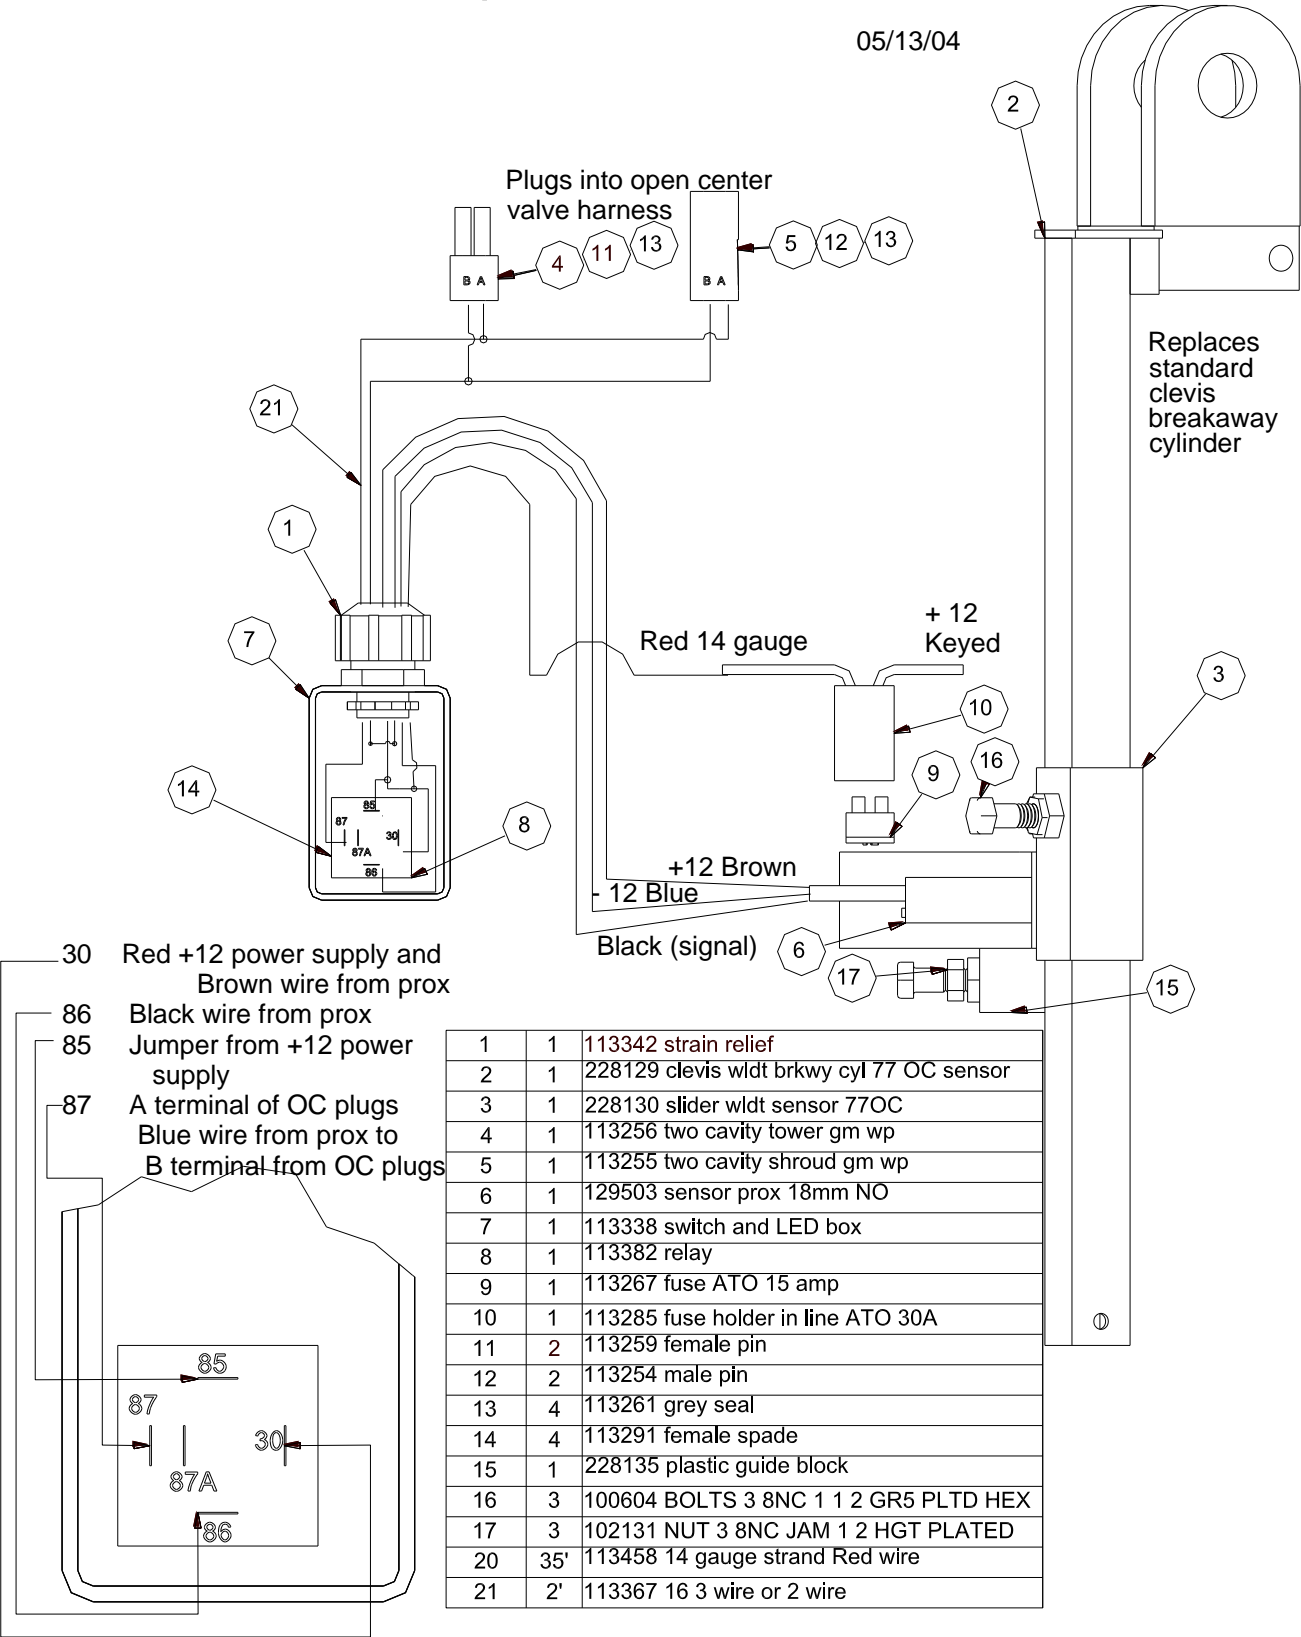 05/13/04
2
Plugs into open center
valve harness
4
11
13
5
12
13
B A
B A
Replaces
standard
clevis
breakaway
cylinder
21
1
7
+ 12
Keyed
Red 14 gauge
3
10
16
9
14
8
85
87
30
87A
86
+12 Brown
- 12 Blue
Black (signal)
6
17
15
30 Red +12 power supply and
Brown wire from prox
86 Black wire from prox
85 Jumper from +12 power
supply
87 A terminal of OC plugs
Blue wire from prox to
B terminal from OC plugs
85
87
30
87A
86
1 1 113342 strain relief
2 1 228129 clevis wldt brkwy cyl 77 OC sensor
3 1 228130 slider wldt sensor 77OC
4 1 113256 two cavity tower gm wp
5 1 113255 two cavity shroud gm wp
6 1 129503 sensor prox 18mm NO
7 1 113338 switch and LED box
8 1 113382 relay
9 1 113267 fuse ATO 15 amp
10 1 113285 fuse holder in line ATO 30A
11 2 113259 female pin
12 2 113254 male pin
13 4 113261 grey seal
14 4 113291 female spade
15 1 228135 plastic guide block
16 3 100604 BOLTS 3 8NC 1 1 2 GR5 PLTD HEX
17 3 102131 NUT 3 8NC JAM 1 2 HGT PLATED
20 35' 113458 14 gauge strand Red wire
21 2' 113367 16 3 wire or 2 wire